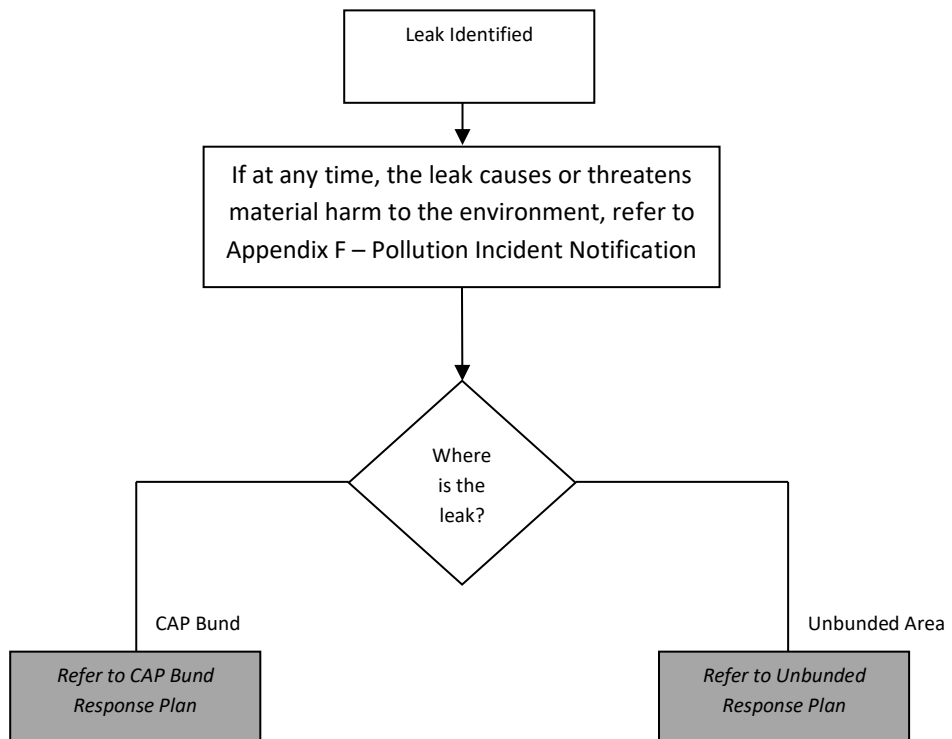 Leak Identified
If at any time, the leak causes or threatens
material harm to the environment, refer to
Appendix F – Pollution Incident Notification
Where
is the
leak?
CAP Bund
Unbunded Area
Refer to CAP Bund
Response Plan
Refer to Unbunded
Response Plan